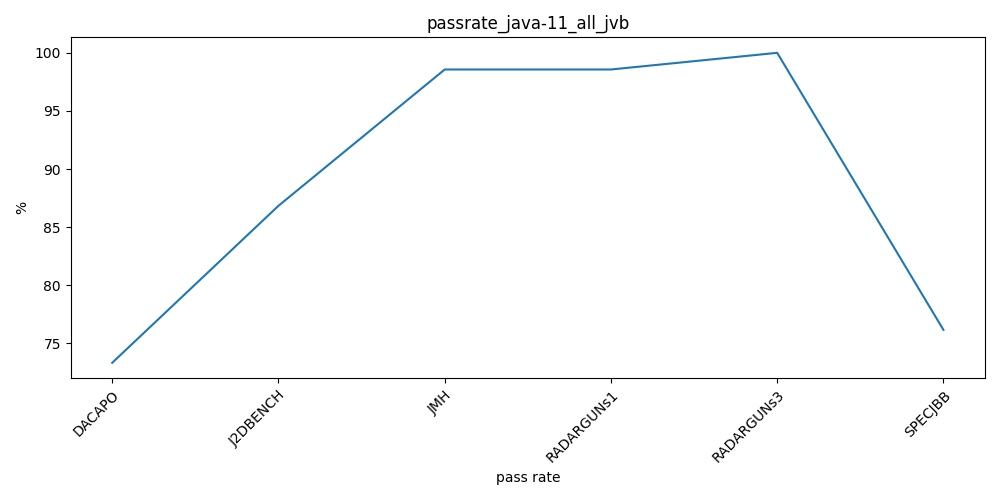 passrate_java-11_all_jvb
100
95
90
85
80
75
%
DACAPO
J2DBENCH
JMH
RADARGUNs1
RADARGUNs3
SPECJBB
pass rate